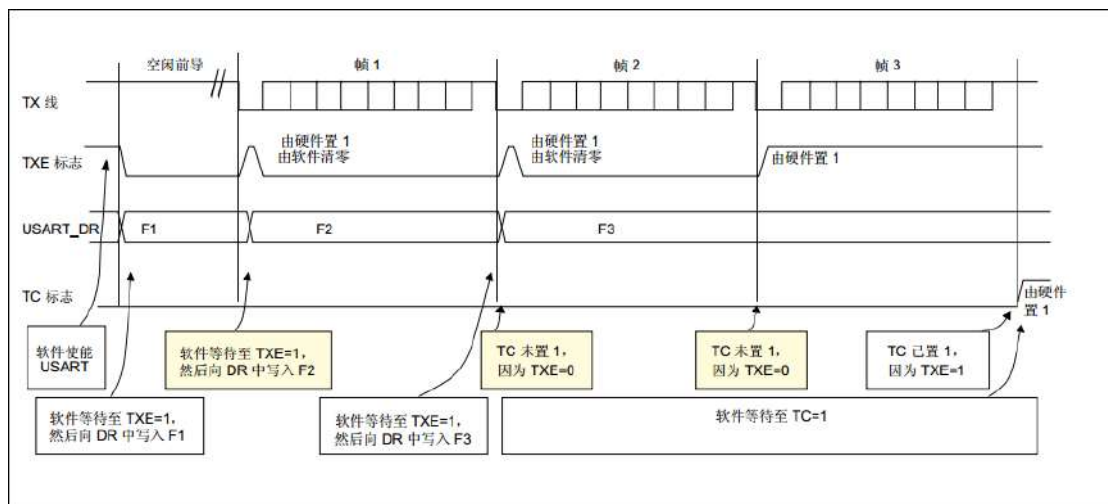 空闲前导
帧 1
帧 2
帧 3
TX 线
由硬件置 1
由软件清零
由硬件置 1
由软件清零
TXE 标志
由硬件置 1
USART_DR
F1
F2
F3
TC 标志
由硬件
置 1
软件使能
USART
软件等待至 TXE=1,
然后向 DR 中写入 F2
TC 未置 1,
因为 TXE=0
TC 未置 1,
因为 TXE=0
TC 已置 1,
因为 TXE=1
软件等待至 TXE=1,
然后向 DR 中写入 F1
软件等待至 TXE=1,
然后向 DR 中写入 F3
软件等待至 TC=1